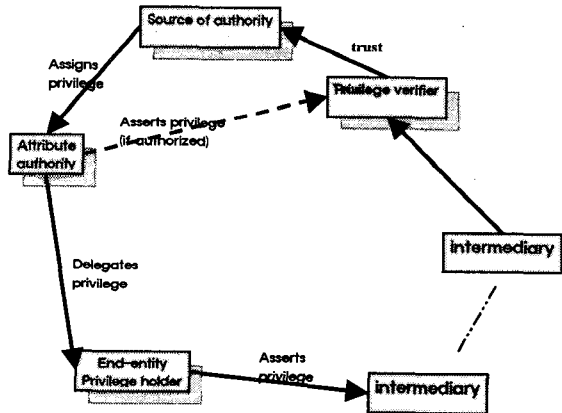 Source of authority
trust
Assigns
privilege
Privilege verifier
Asserts privilege
(if authorized)
Attribute
authority
intermediary
Delegates
privilege
End-entity
Privilege holder
Asserts
privilege
intermediary